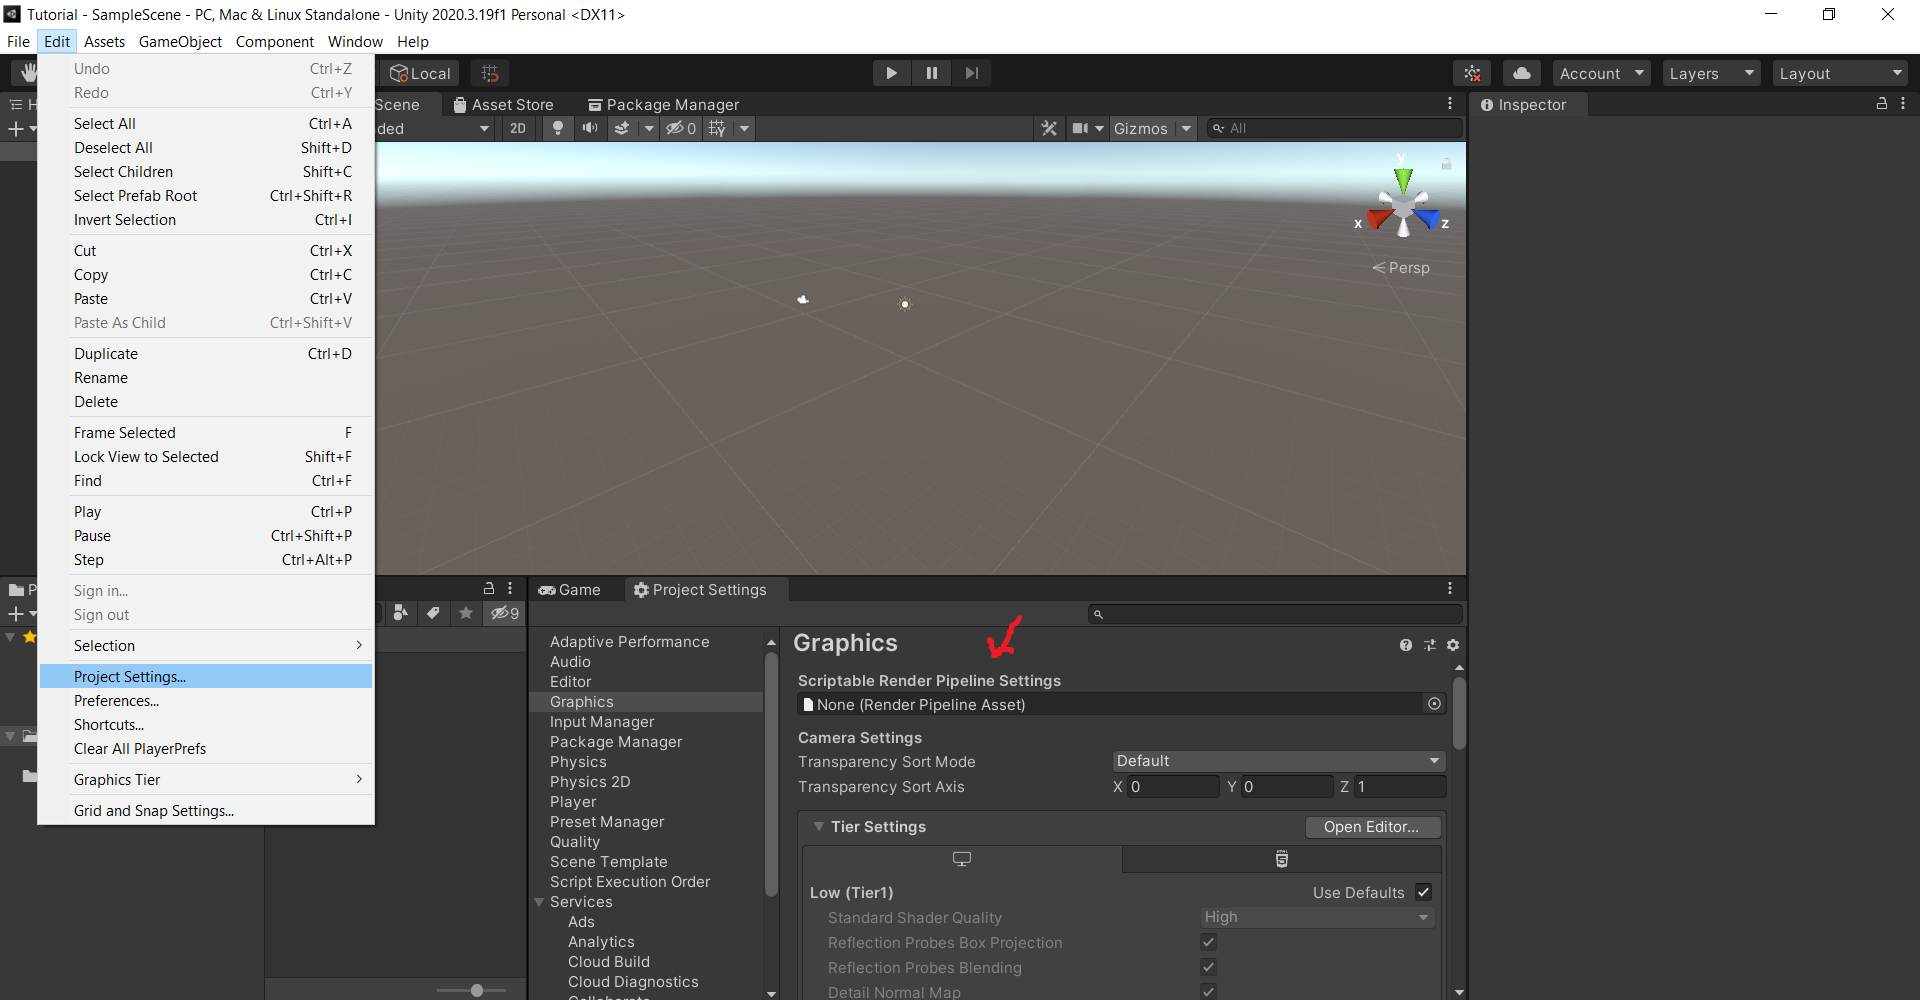 Tutorial - SampleScene - PC, Mac & Linux Standalone - Unity 2020.3.19f1 Personal <DX11>
File Edit Assets GameObject Component Window Help
Undo Ctrl+Z
Redo Ctrl+Y
Select All Ctrl+A
Deselect All Shift+D
Select Children Shift+C
Select Prefab Root Ctrl+Shift+R
Invert Selection Ctrl+I
Cut Ctrl+X
Copy Ctrl+C
Paste Ctrl+V
Paste As Child Ctrl+Shift+V
Duplicate Ctrl+D
Rename
Delete
Frame Selected F
Lock View to Selected Shift+F
Find Ctrl+F
Play Ctrl+P
Pause Ctrl+Shift+P
Step Ctrl+Alt+P
Sign in...
Sign out
Selection
Project Settings...
Preferences...
Shortcuts...
Clear All PlayerPrefs
Graphics Tier
Grid and Snap Settings...
Local
Account Layers Layout
H
Scene Asset Store Package Manager
ded 2D 0 Gizmos All
y
x z
Persp
Inspector
P
9
Game Project Settings
Adaptive Performance
Audio
Editor
Graphics
Input Manager
Package Manager
Physics
Physics 2D
Player
Preset Manager
Quality
Scene Template
Script Execution Order
Services
Ads
Analytics
Cloud Build
Cloud Diagnostics
Graphics
Scriptable Render Pipeline Settings
None (Render Pipeline Asset)
Camera Settings
Transparency Sort Mode Default
Transparency Sort Axis X 0 Y 0 Z 1
Tier Settings Open Editor...
Low (Tier1) Use Defaults
Standard Shader Quality High
Reflection Probes Box Projection
Reflection Probes Blending
Detail Normal Map